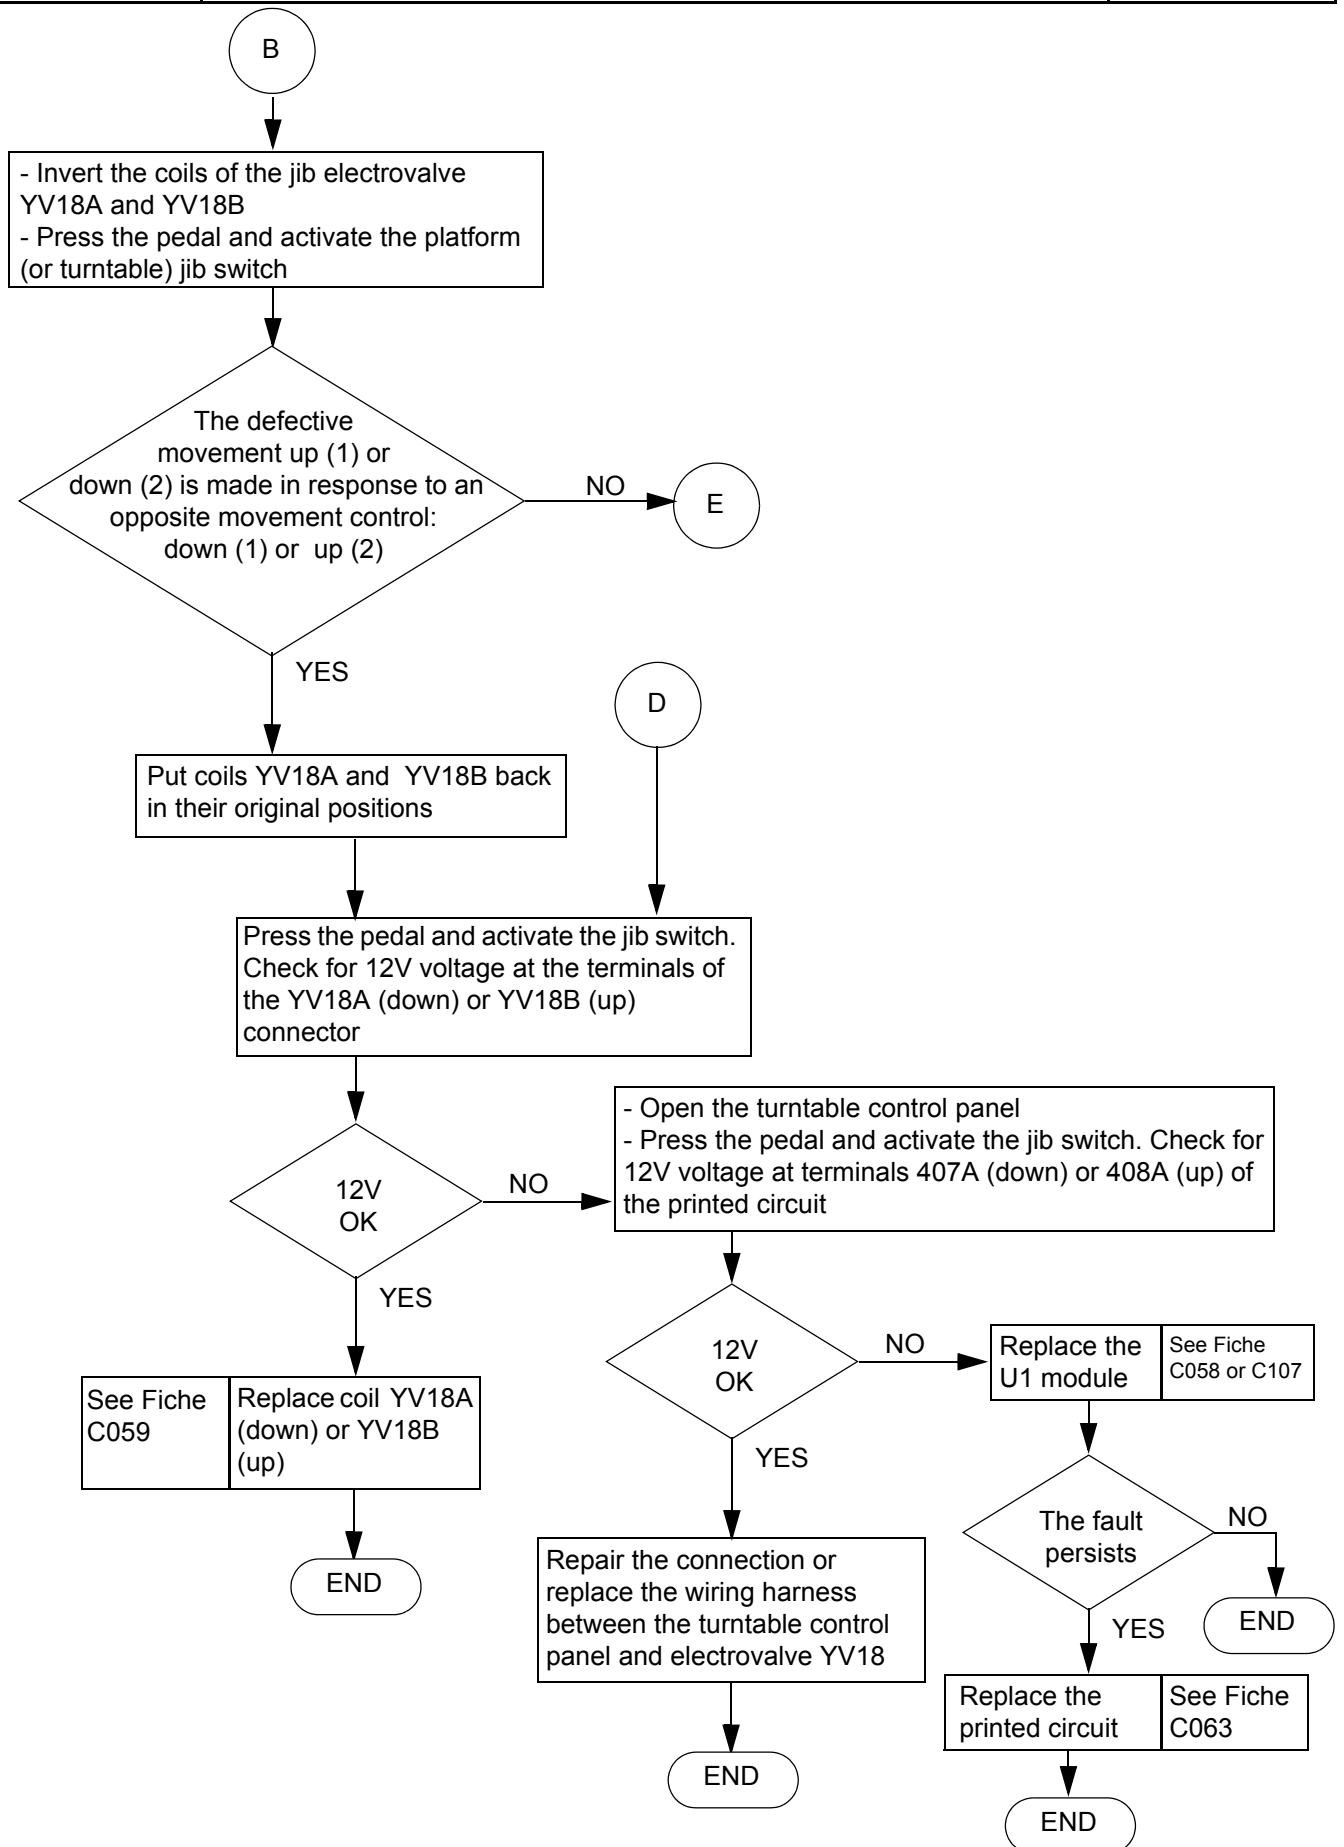 B
- Invert the coils of the jib electrovalve
YV18A and YV18B
- Press the pedal and activate the platform
(or turntable) jib switch
The defective
movement up (1) or
down (2) is made in response to an
opposite movement control:
down (1) or up (2)
NO
E
YES
D
Put coils YV18A and YV18B back
in their original positions
Press the pedal and activate the jib switch.
Check for 12V voltage at the terminals of
the YV18A (down) or YV18B (up)
connector
- Open the turntable control panel
- Press the pedal and activate the jib switch. Check for
12V voltage at terminals 407A (down) or 408A (up) of
the printed circuit
12V
OK
NO
YES
12V
OK
NO
Replace the
U1 module
See Fiche
C058 or C107
See Fiche
C059
Replace coil YV18A
(down) or YV18B
(up)
YES
The fault
persists
NO
END
Repair the connection or
replace the wiring harness
between the turntable control
panel and electrovalve YV18
END
YES
Replace the
printed circuit
See Fiche
C063
END
END